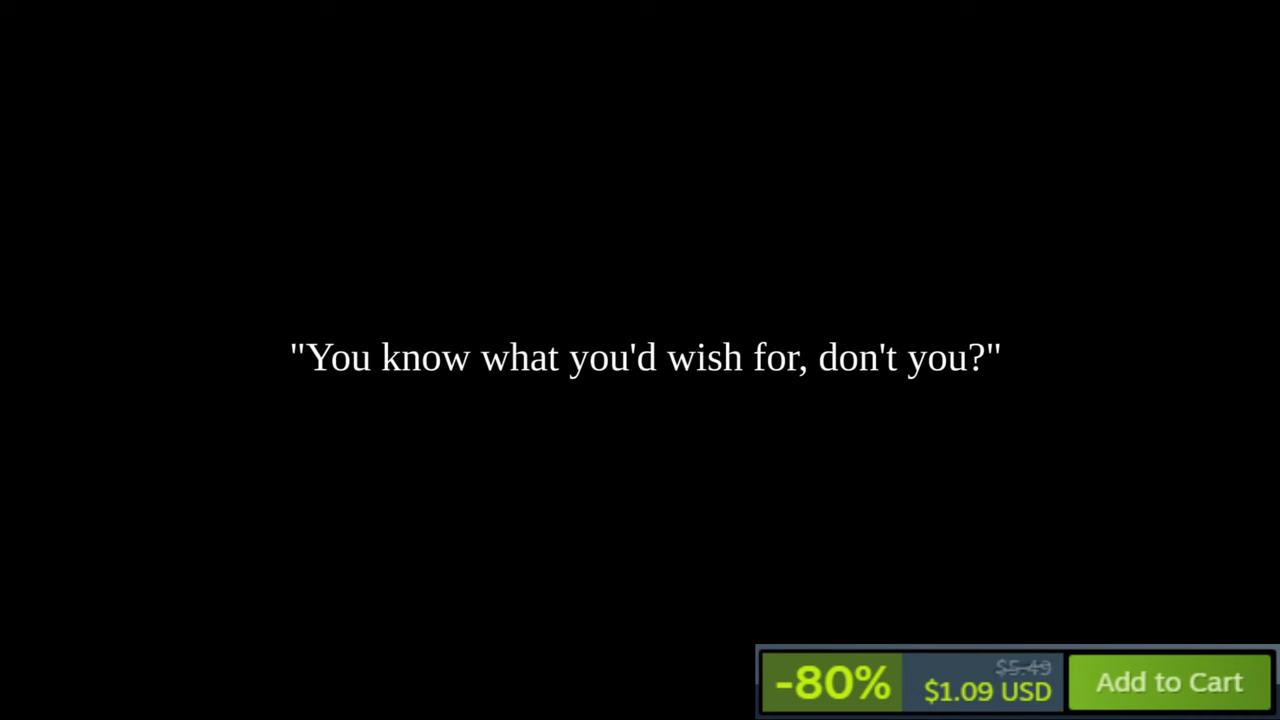 "You know what you'd wish for, don't you?"
-80%
$5.49
$1.09 USD
Add to Cart